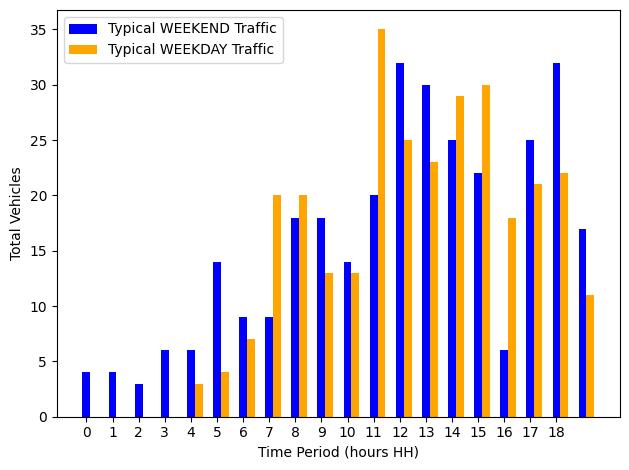 Typical WEEKEND Traffic
Typical WEEKDAY Traffic
35
30
25
20
15
10
5
0
Total Vehicles
0 1 2 3 4 5 6 7 8 9 10 11 12 13 14 15 16 17 18
Time Period (hours HH)